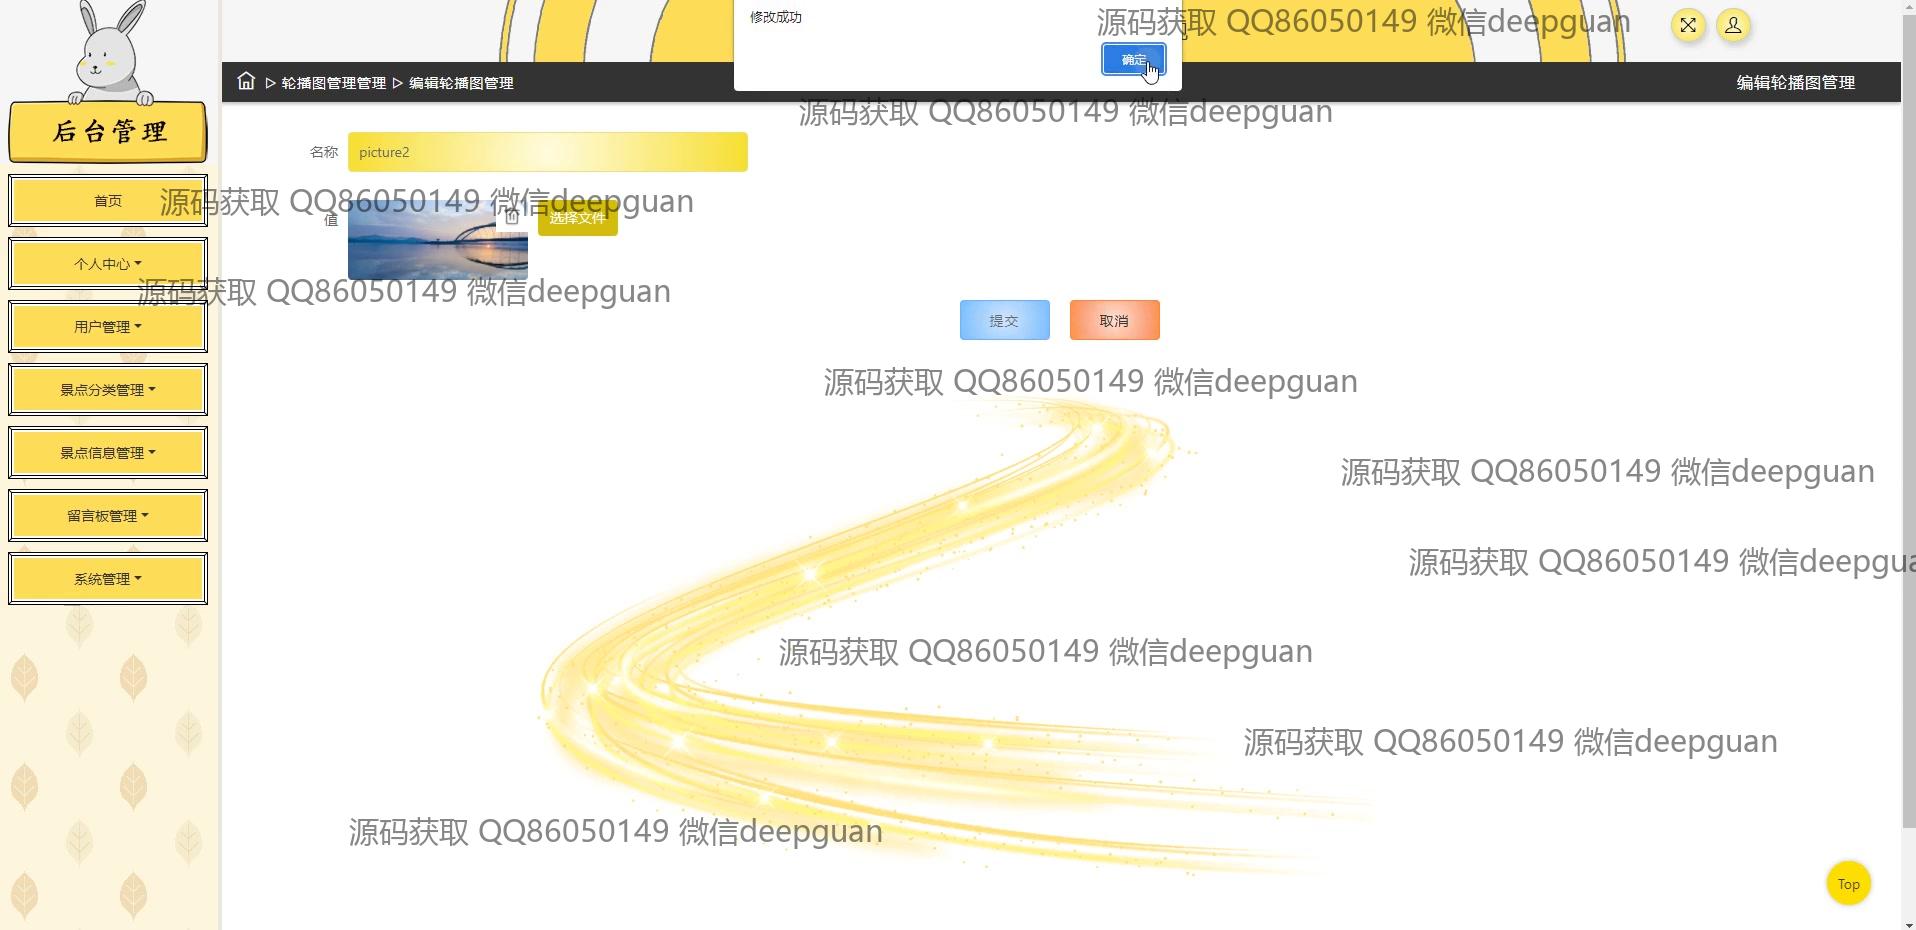 修改成功
源码获取 QQ86050149 微信deepguan
确定
轮播图管理管理 编辑轮播图管理
编辑轮播图管理
源码获取 QQ86050149 微信deepguan
后台管理
名称 picture2
首页
源码获取 QQ86050149 微信deepguan
值
选择文件
个人中心
源码获取 QQ86050149 微信deepguan
用户管理
提交
取消
景点分类管理
源码获取 QQ86050149 微信deepguan
景点信息管理
源码获取 QQ86050149 微信deepguan
留言板管理
源码获取 QQ86050149 微信deepgua
系统管理
源码获取 QQ86050149 微信deepguan
源码获取 QQ86050149 微信deepguan
源码获取 QQ86050149 微信deepguan
Top